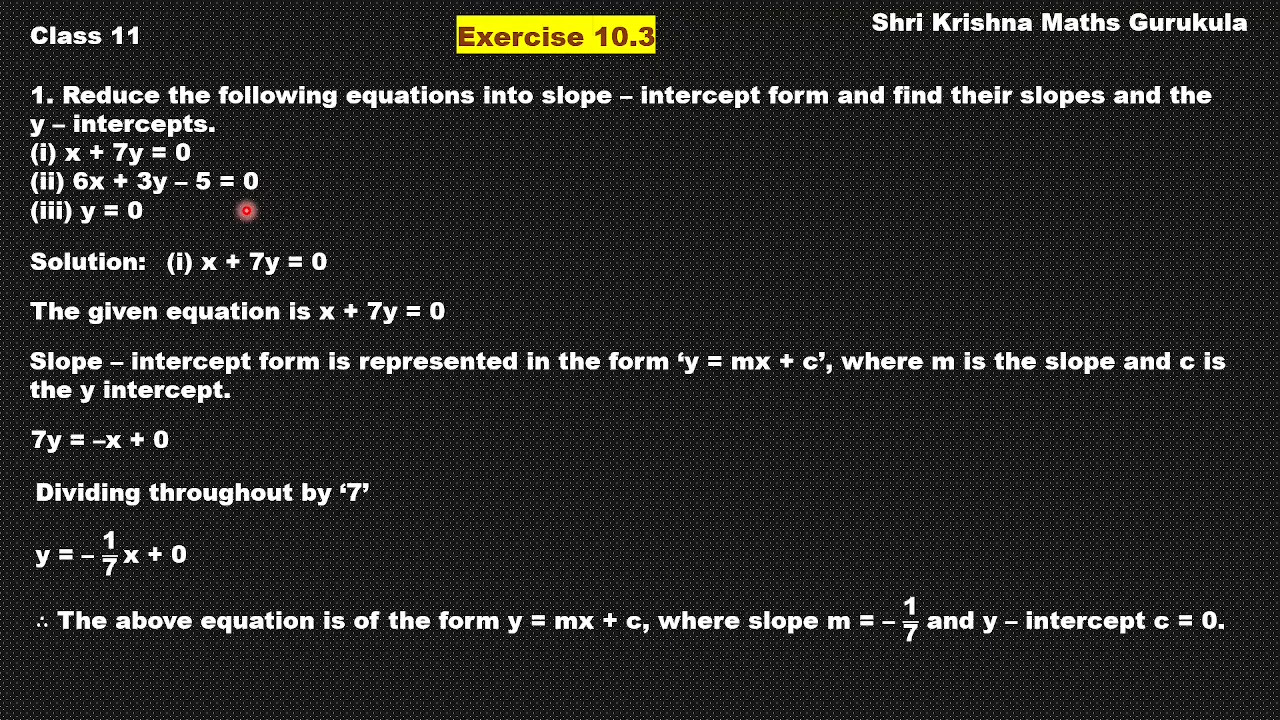 Class 11
Exercise 10.3
Shri Krishna Maths Gurukula
1. Reduce the following equations into slope – intercept form and find their slopes and the
y – intercepts.
(i) x + 7y = 0
(ii) 6x + 3y – 5 = 0
(iii) y = 0
Solution: (i) x + 7y = 0
The given equation is x + 7y = 0
Slope – intercept form is represented in the form ‘y = mx + c’, where m is the slope and c is
the y intercept.
7y = –x + 0
Dividing throughout by ‘7’
y = – 1/7 x + 0
∴ The above equation is of the form y = mx + c, where slope m = – 1/7 and y – intercept c = 0.